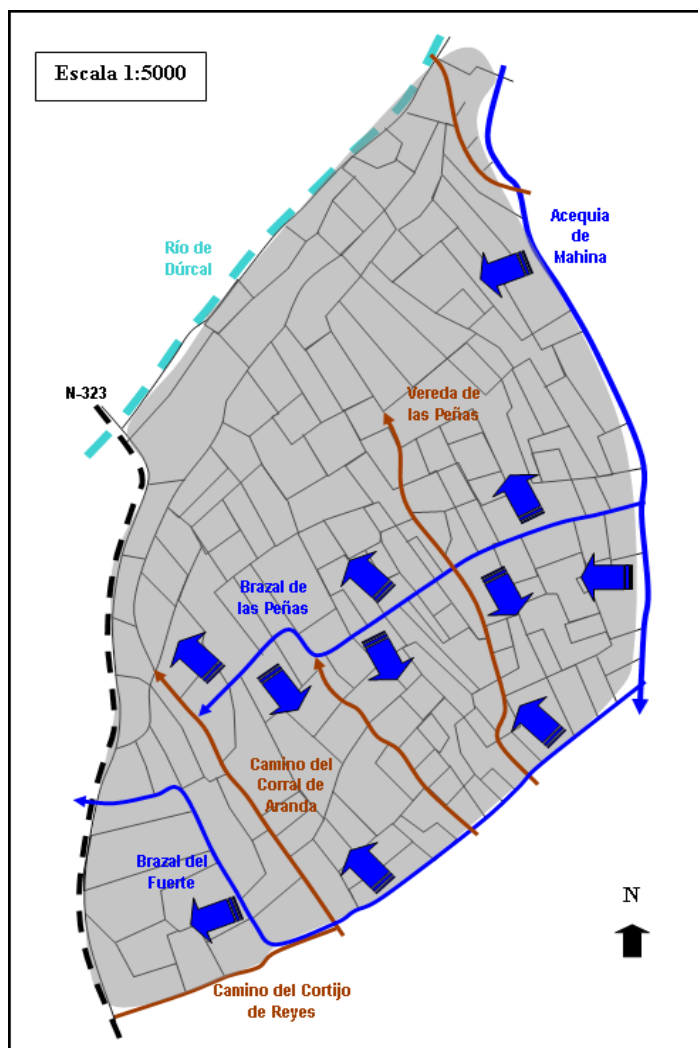 Escala 1:5000
Acequia
de
Mahina
Río de
Dúrcal
N-323
Vereda de
las Peñas
Brazal de
las Peñas
Camino del
Corral de
Aranda
Brazal del
Fuerte
N
Camino del Cortijo
de Reyes